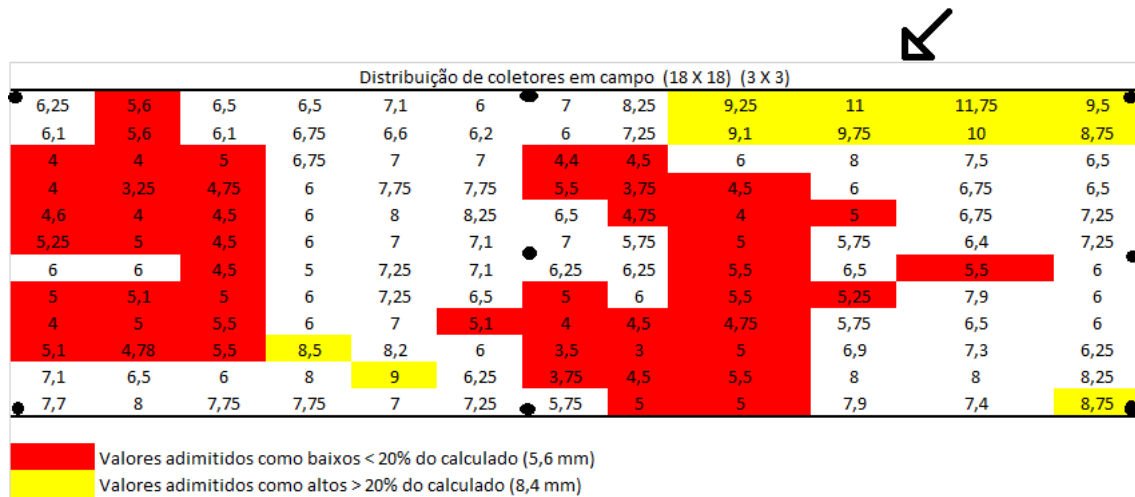 Distribuição de coletores em campo (18 X 18) (3 X 3)
6,25 5,6 6,5 6,5 7,1 6 7 8,25 9,25 11 11,75 9,5
6,1 5,6 6,1 6,75 6,6 6,2 6 7,25 9,1 9,75 10 8,75
4 4 5 6,75 7 7 4,4 4,5 6 8 7,5 6,5
4 3,25 4,75 6 7,75 7,75 5,5 3,75 4,5 6 6,75 6,5
4,6 4 4,5 6 8 8,25 6,5 4,75 4 5 6,75 7,25
5,25 5 4,5 6 7 7,1 7 5,75 5 5,75 6,4 7,25
6 6 4,5 5 7,25 7,1 6,25 6,25 5,5 6,5 5,5 6
5 5,1 5 6 7,25 6,5 5 6 5,5 5,25 7,9 6
4 5 5,5 6 7 5,1 4 4,5 4,75 5,75 6,5 6
5,1 4,78 5,5 8,5 8,2 6 3,5 3 5 6,9 7,3 6,25
7,1 6,5 6 8 9 6,25 3,75 4,5 5,5 8 8 8,25
7,7 8 7,75 7,75 7 7,25 5,75 5 5 7,9 7,4 8,75
Valores adimitidos como baixos < 20% do calculado (5,6 mm)
Valores adimitidos como altos > 20% do calculado (8,4 mm)